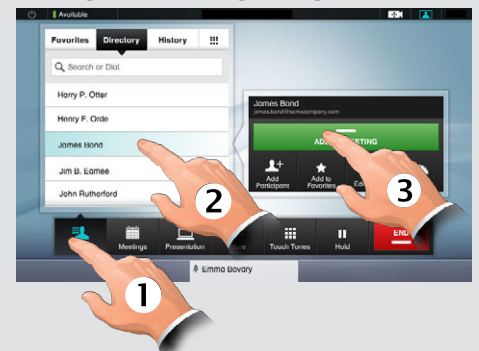 Available
Favorites Directory History
Search or Dial
Harry P. Otter
Henry F. Orde
James Bond
Jim B. Eamee
John Rutherford
James Bond
james.bond@somecompany.com
Add
Participant
Add to
Favorites
Meetings Presentation Touch Tones Hold END
Emma Bovary
1
2
3